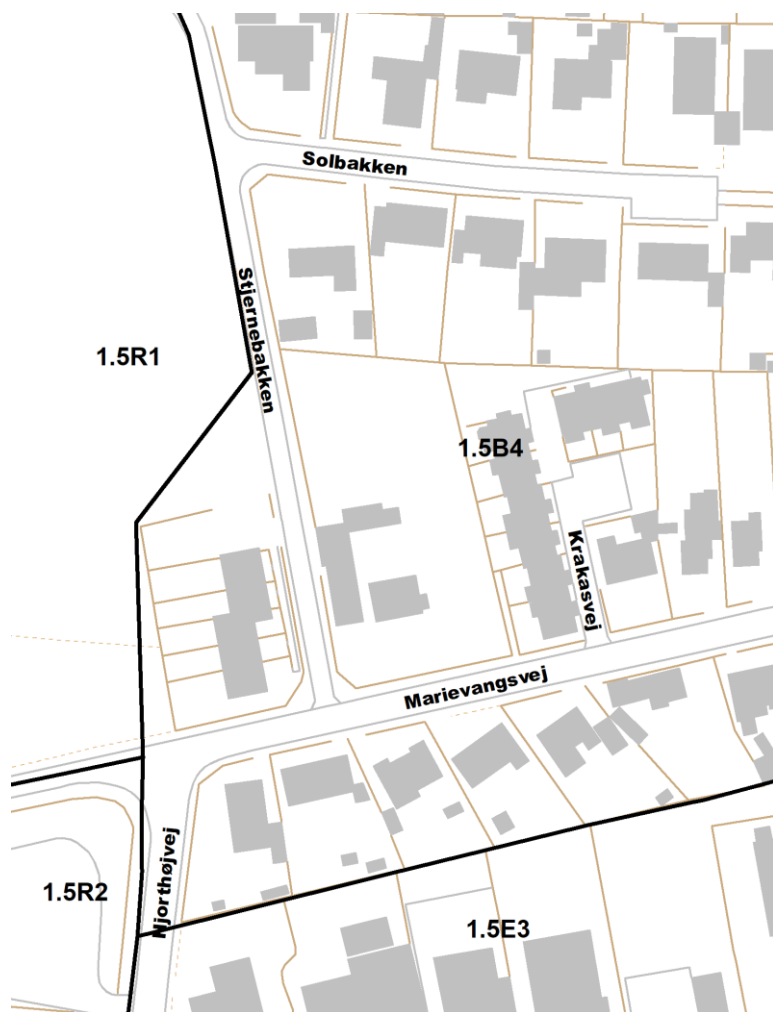 Solbakken
Stjernebakken
1.5R1
1.5B4
Krakasvej
Marievangsvej
Njorthøjvej
1.5R2
1.5E3